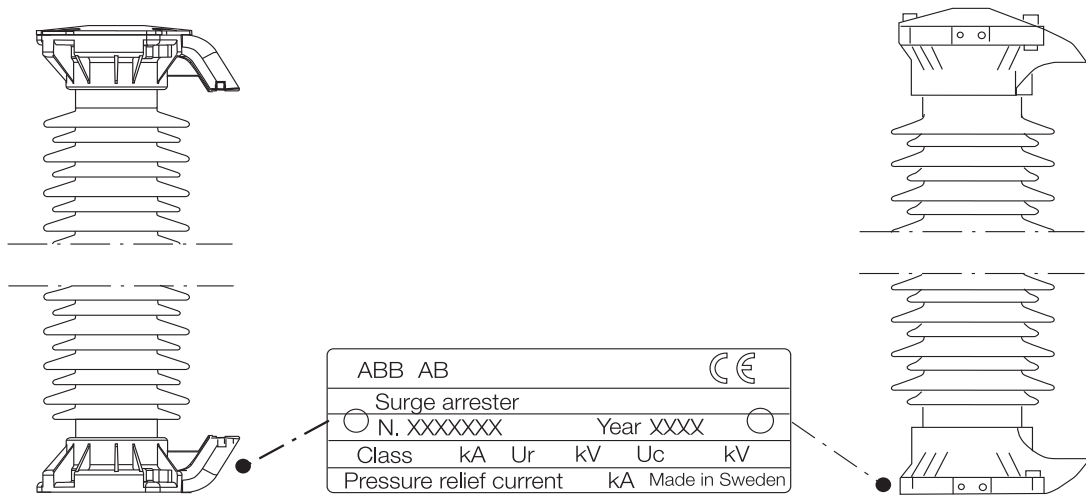 ABB AB CE
Surge arrester
N. XXXXXXX Year XXXX
Class kA Ur kV Uc kV
Pressure relief current kA Made in Sweden